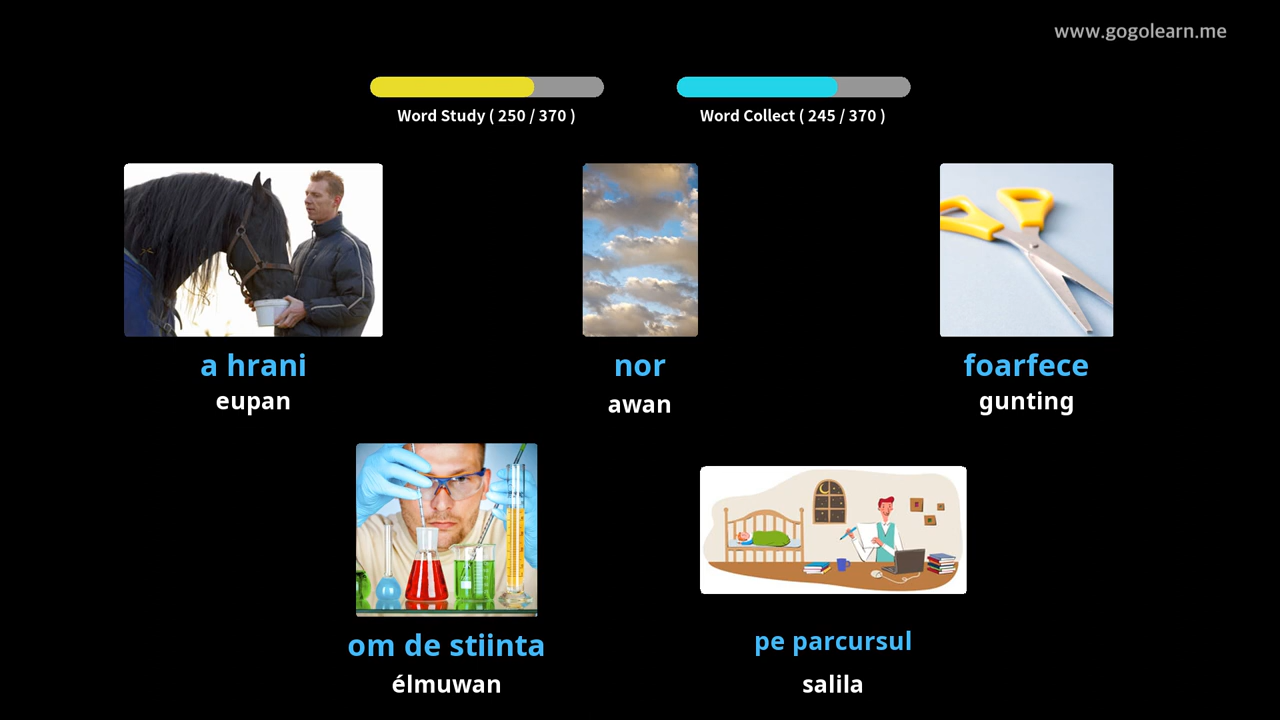 www.gogolearn.me
Word Study ( 250 / 370 )
Word Collect ( 245 / 370 )
a hrani
eupan
nor
awan
foarfece
gunting
om de stiinta
élmuwan
pe parcursul
salila